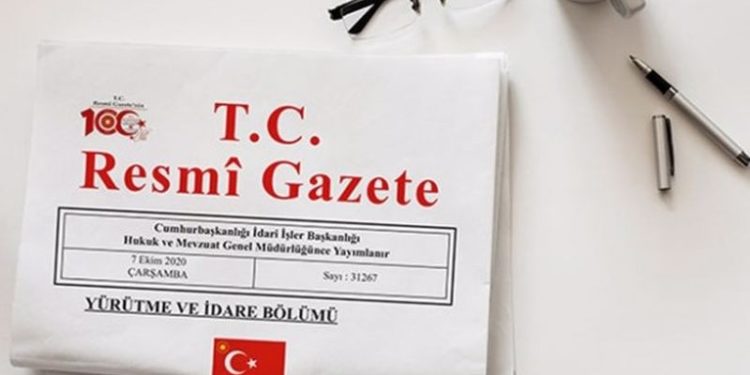 T.C.
Resmî Gazete'nin
100
T.C.
Resmî Gazete
Cumhurbaşkanlığı İdari İşler Başkanlığı
Hukuk ve Mevzuat Genel Müdürlüğünce Yayımlanır
7 Ekim 2020
ÇARŞAMBA
Sayı : 31267
YÜRÜTME VE İDARE BÖLÜMÜ